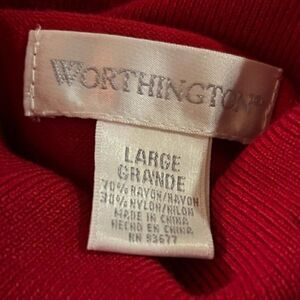 WORTHINGTON
LARGE
GRANDE
70% RAYON/RAYON
30% NYLON/NILON
MADE IN CHINA
HECHO EN CHINA
RN 93677